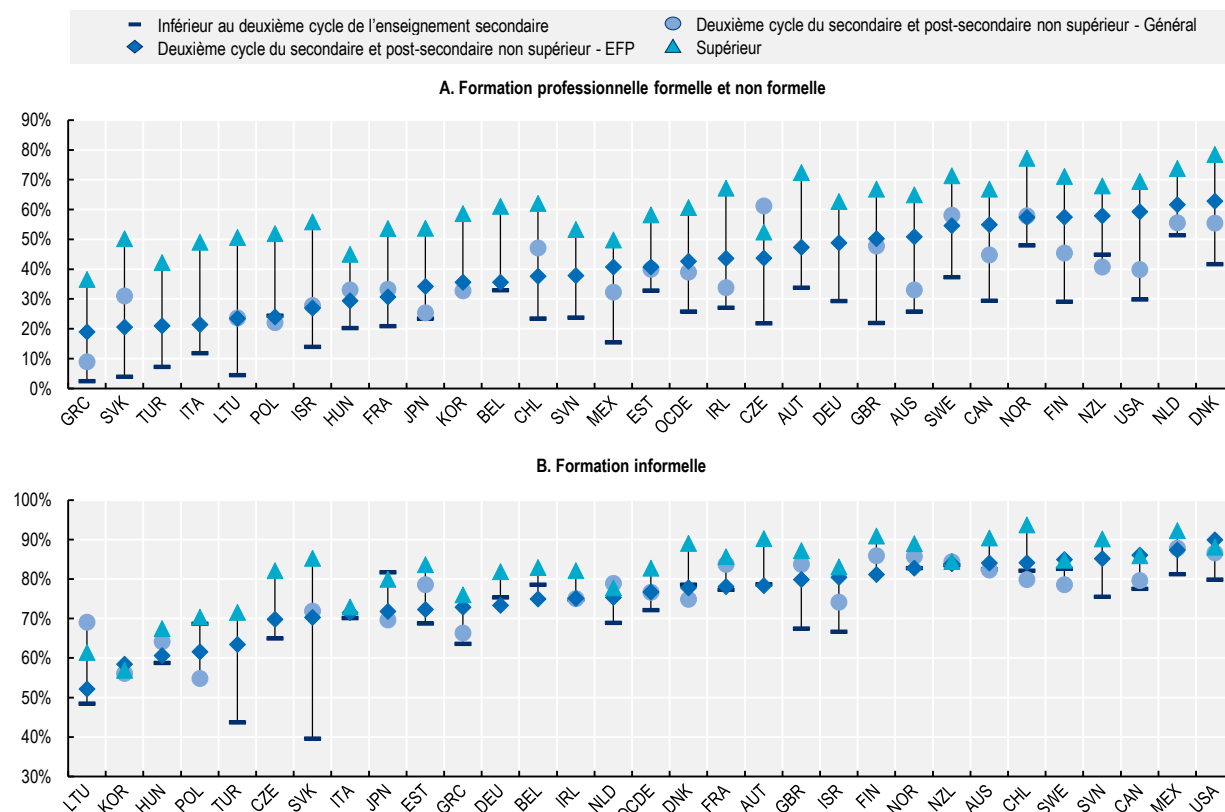 Inférieur au deuxième cycle de l'enseignement secondaire
Deuxième cycle du secondaire et post-secondaire non supérieur - Général
Deuxième cycle du secondaire et post-secondaire non supérieur - EFP
Supérieur
A. Formation professionnelle formelle et non formelle
90%
80%
70%
60%
50%
40%
30%
20%
10%
0%
GRC SVK TUR ITA LTU POL ISR HUN FRA JPN KOR BEL CHL SVN MEX EST OCDE IRL CZE AUT DEU GBR AUS SWE CAN NOR FIN NZL USA NLD DNK
B. Formation informelle
100%
90%
80%
70%
60%
50%
40%
30%
LTU KOR HUN POL TUR CZE SVK ITA JPN EST GRC DEU BEL IRL NLD OCDE DNK FRA AUT GBR ISR FIN NOR NZL AUS CHL SWE SVN CAN MEX USA